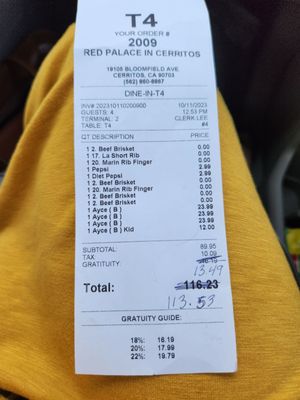 T4
YOUR ORDER #
2009
RED PALACE IN CERRITOS
19105 BLOOMFIELD AVE
CERRITOS, CA 90703
(562) 860-8867
DINE-IN-T4
INV# 202310110200900 10/11/2023
GUESTS: 4 12:53 PM
TERMINAL: 2 CLERK:LEE
TABLE: T4 #4
QT DESCRIPTION PRICE
1 2. Beef Brisket 0.00
1 17. La Short Rib 0.00
1 20. Marin Rib Finger 0.00
1 Pepsi 2.99
1 Diet Pepsi 2.99
1 20. Marin Rib Finger 0.00
1 2. Beef Brisket 0.00
1 2. Beef Brisket 0.00
1 2. Beef Brisket 0.00
1 Ayce ( B ) 23.99
1 Ayce ( B ) 23.99
1 Ayce ( B ) 23.99
1 Ayce ( B ) Kid 12.00
SUBTOTAL 89.95
TAX 10.09
GRATUITY: 16.19
13.49
Total: 116.23
113.53
GRATUITY GUIDE:
18%: 16.19
20%: 17.99
22%: 19.79